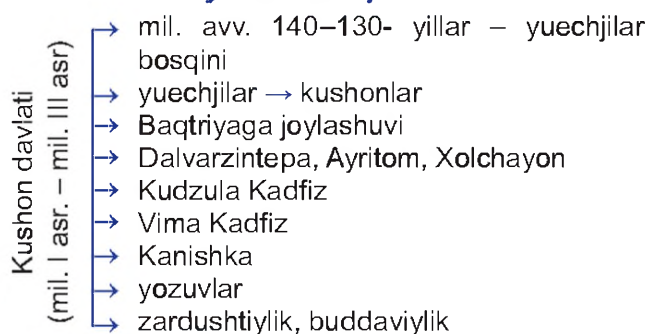 Kushon davlati
(mil. I asr. – mil. III asr)
→ mil. avv. 140–130- yillar – yuechjilar
bosqini
→ yuechjilar → kushonlar
→ Baqtriyaga joylashuvi
→ Dalvarzintepa, Ayritom, Xolchayon
→ Kudzula Kadfiz
→ Vima Kadfiz
→ Kanishka
→ yozuvlar
→ zardushtiylik, buddaviylik